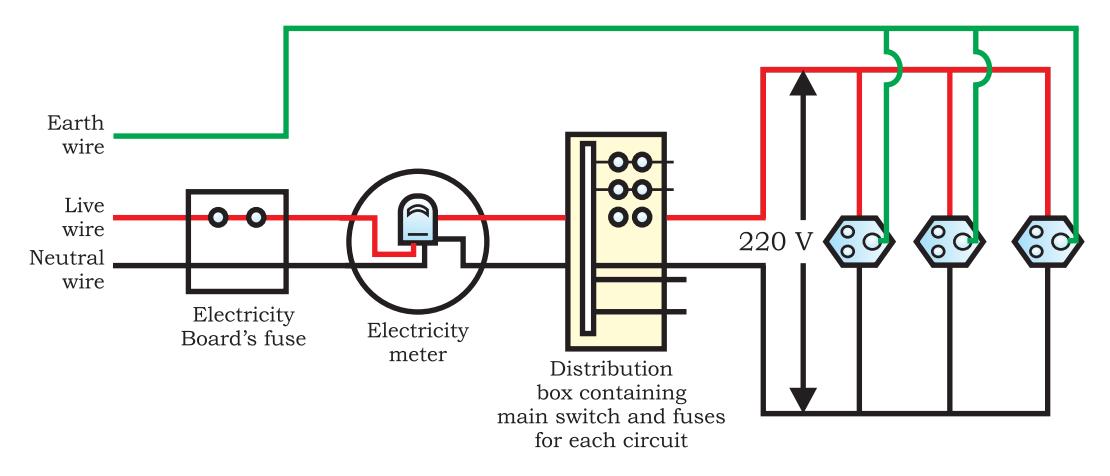 Earth
wire
Live
wire
Neutral
wire
Electricity
Board's fuse
Electricity
meter
Distribution
box containing
main switch and fuses
for each circuit
220 V